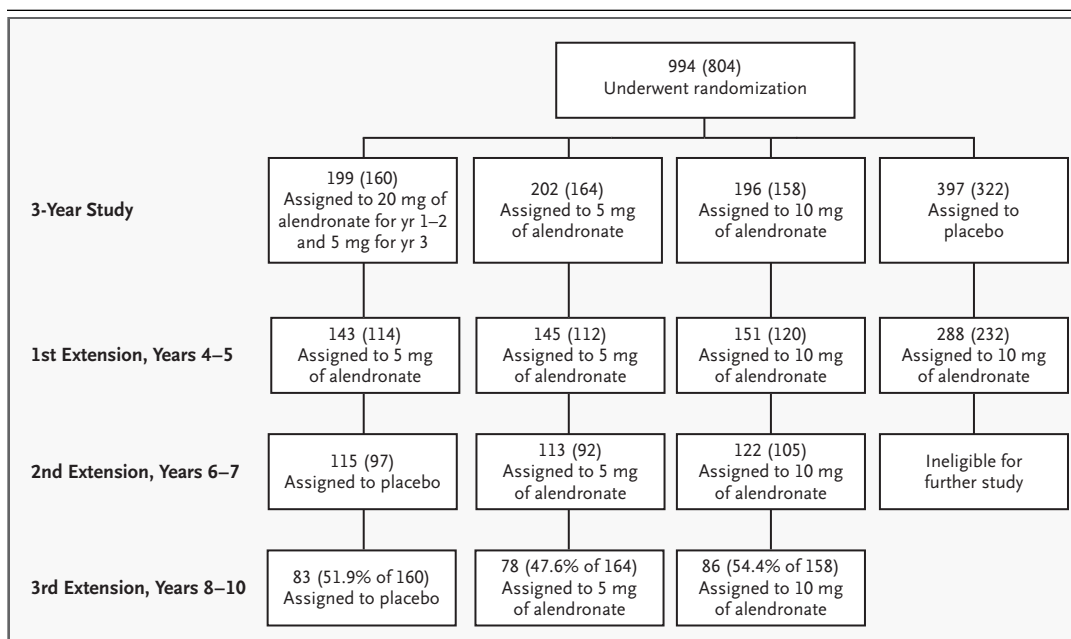 994 (804)
Underwent randomization
3-Year Study
199 (160)
Assigned to 20 mg of
alendronate for yr 1–2
and 5 mg for yr 3
202 (164)
Assigned to 5 mg
of alendronate
196 (158)
Assigned to 10 mg
of alendronate
397 (322)
Assigned to
placebo
1st Extension, Years 4–5
143 (114)
Assigned to 5 mg
of alendronate
145 (112)
Assigned to 5 mg
of alendronate
151 (120)
Assigned to 10 mg
of alendronate
288 (232)
Assigned to 10 mg
of alendronate
2nd Extension, Years 6–7
115 (97)
Assigned to placebo
113 (92)
Assigned to 5 mg
of alendronate
122 (105)
Assigned to 10 mg
of alendronate
Ineligible for
further study
3rd Extension, Years 8–10
83 (51.9% of 160)
Assigned to placebo
78 (47.6% of 164)
Assigned to 5 mg
of alendronate
86 (54.4% of 158)
Assigned to 10 mg
of alendronate